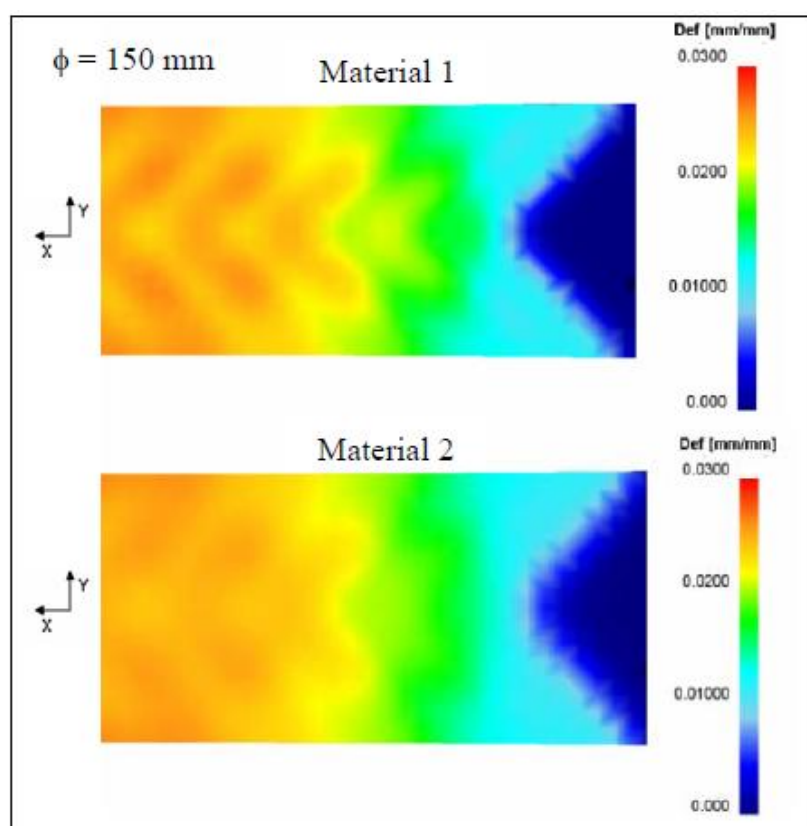 ϕ = 150 mm
Material 1
Def [mm/mm]
0.0300
0.0200
0.01000
0.000
Y
X
Material 2
Def [mm/mm]
0.0300
0.0200
0.01000
0.000
Y
X